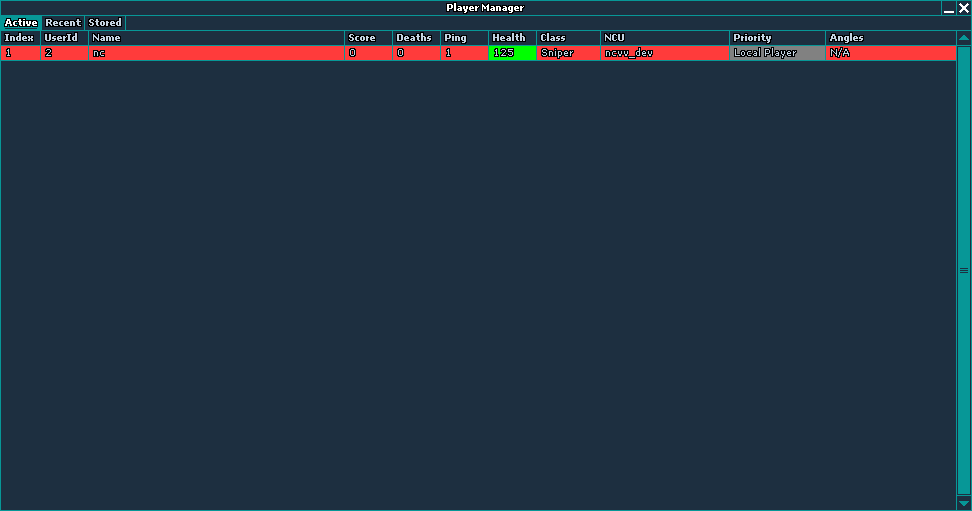 Player Manager
Active Recent Stored
Index UserId Name Score Deaths Ping Health Class NCU Priority Angles
1 2 nc 0 0 1 125 Sniper ncvv_dev Local Player N/A